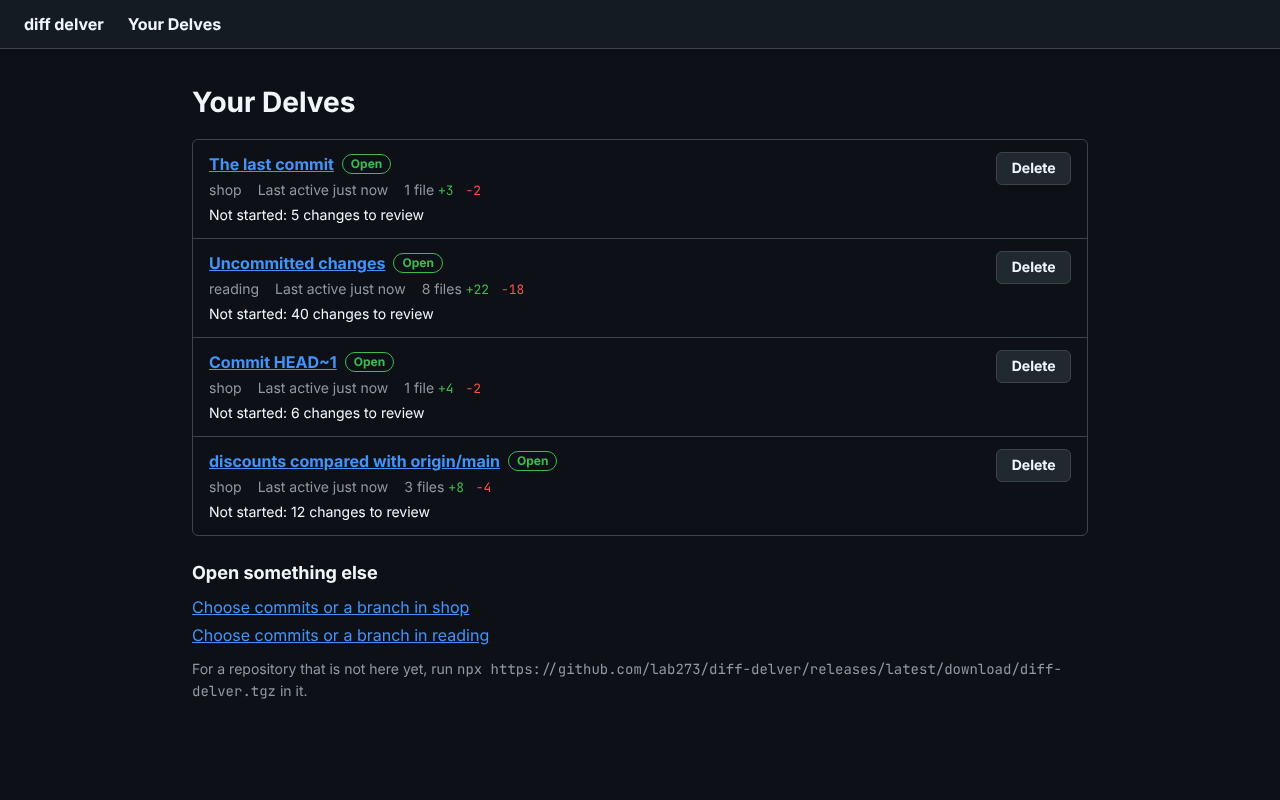 diff delver Your Delves
Your Delves
The last commit Open Delete
shop Last active just now 1 file +3 -2
Not started: 5 changes to review
Uncommitted changes Open Delete
reading Last active just now 8 files +22 -18
Not started: 40 changes to review
Commit HEAD~1 Open Delete
shop Last active just now 1 file +4 -2
Not started: 6 changes to review
discounts compared with origin/main Open Delete
shop Last active just now 3 files +8 -4
Not started: 12 changes to review
Open something else
Choose commits or a branch in shop
Choose commits or a branch in reading
For a repository that is not here yet, run npx https://github.com/lab273/diff-delver/releases/latest/download/diff-
delver.tgz in it.